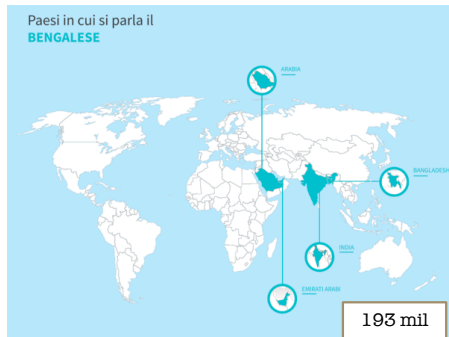 Paesi in cui si parla il
BENGALESE
ARABIA
BANGLADESH
INDIA
EMIRATI ARABI
193 mil